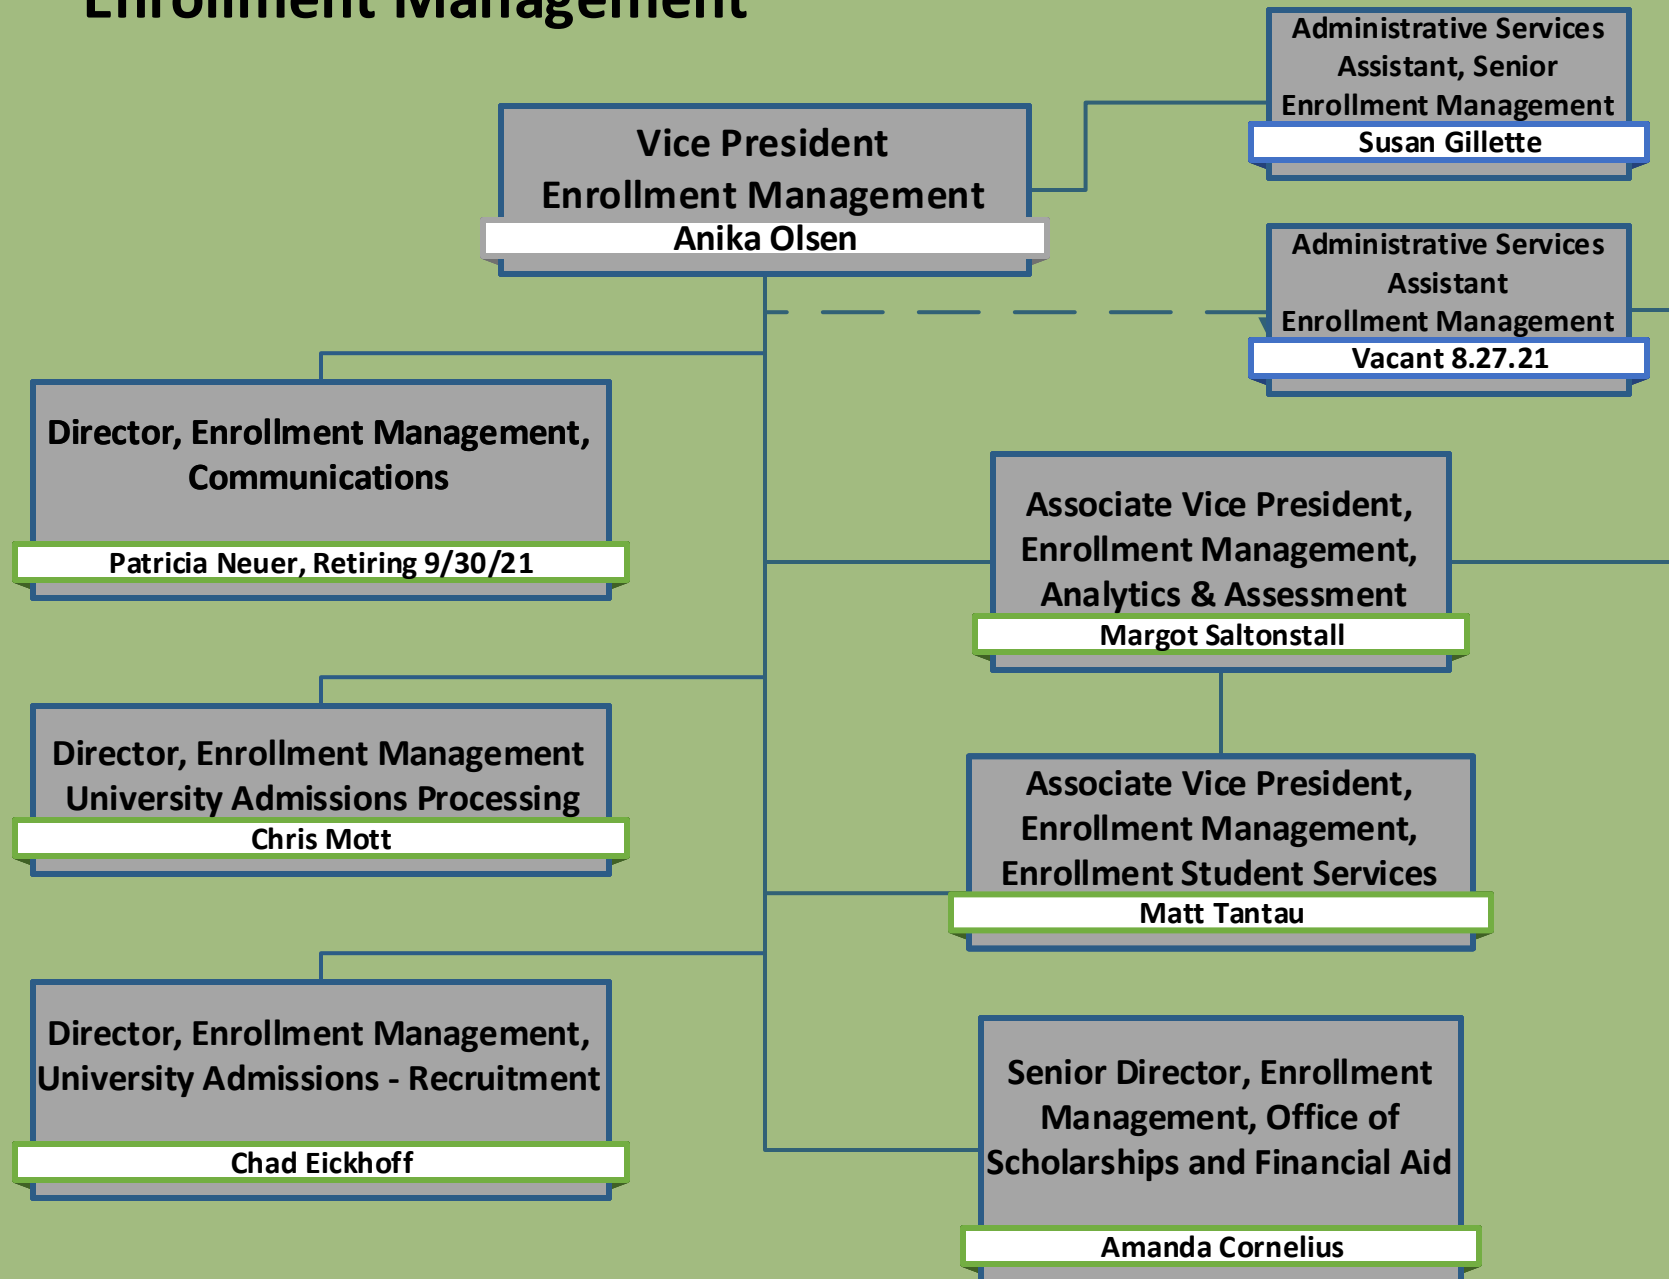 Enrollment Management
Administrative Services
Assistant, Senior
Enrollment Management
Susan Gillette
Vice President
Enrollment Management
Anika Olsen
Administrative Services
Assistant
Enrollment Management
Vacant 8.27.21
Director, Enrollment Management,
Communications
Patricia Neuer, Retiring 9/30/21
Associate Vice President,
Enrollment Management,
Analytics & Assessment
Margot Saltonstall
Director, Enrollment Management
University Admissions Processing
Chris Mott
Associate Vice President,
Enrollment Management,
Enrollment Student Services
Matt Tantau
Director, Enrollment Management,
University Admissions - Recruitment
Chad Eickhoff
Senior Director, Enrollment
Management, Office of
Scholarships and Financial Aid
Amanda Cornelius